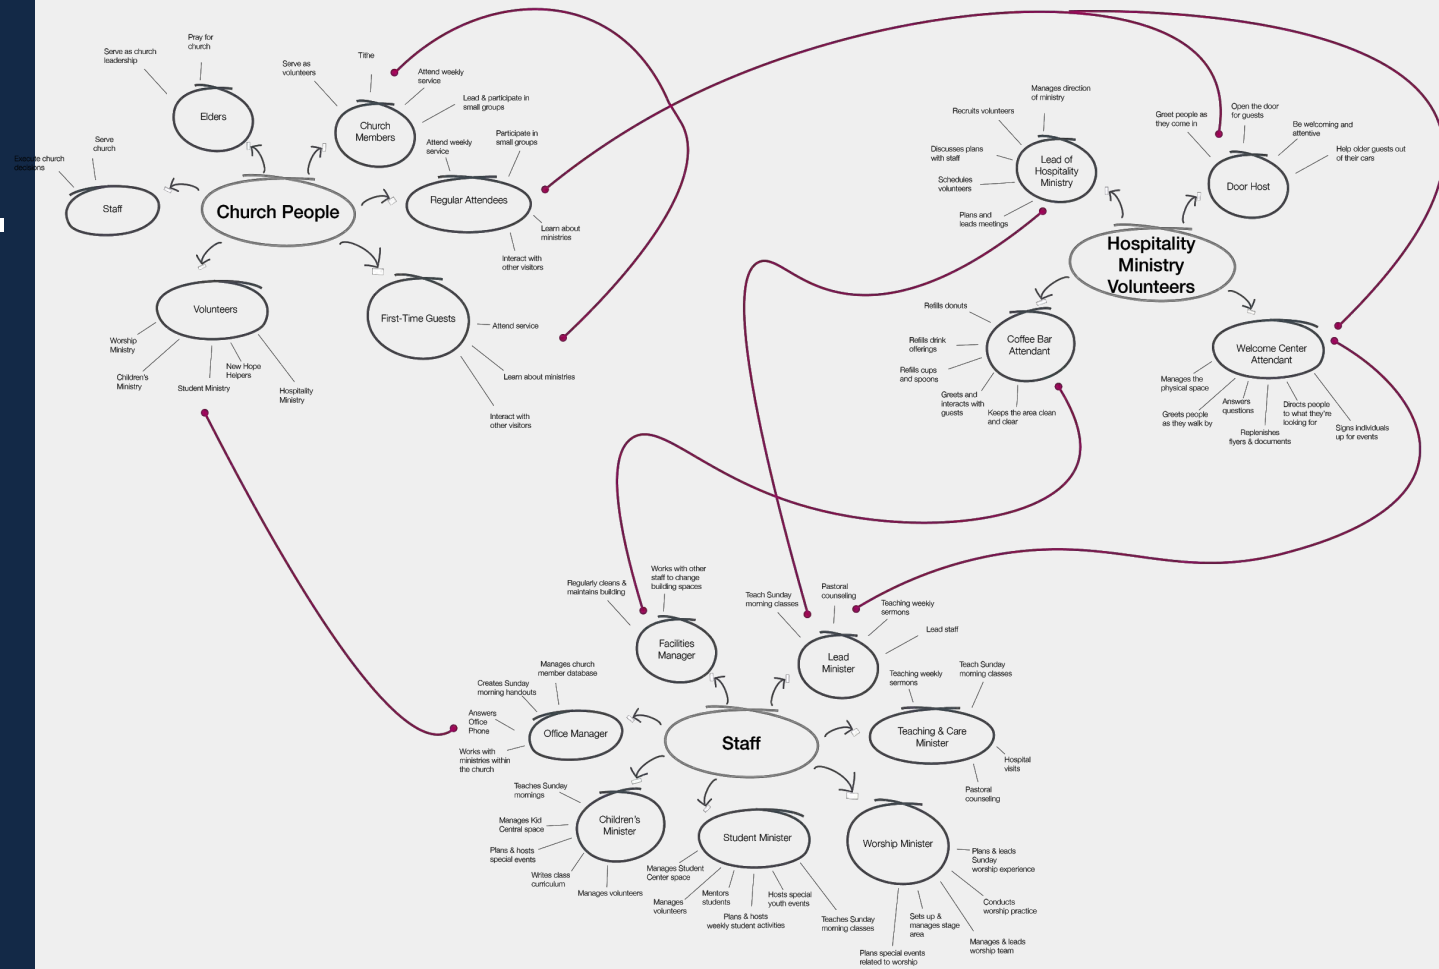 Pray for
church
Serve as church
leadership
Elders
Serve
church
Execute church
decisions
Staff
Serve as
volunteers
Tithe
Attend weekly
service
Lead & participate in
small groups
Church
Members
Attend weekly
service
Participate in
small groups
Regular Attendees
Learn about
ministries
Interact with
other visitors
Church People
Volunteers
Worship
Ministry
Children's
Ministry
Student Ministry
New Hope
Helpers
Hospitality
Ministry
First-Time Guests
Attend service
Learn about ministries
Interact with
other visitors
Manages direction
of ministry
Recruits volunteers
Discusses plans
with staff
Schedules
volunteers
Plans and
leads meetings
Lead of
Hospitality
Ministry
Open the door
for guests
Greet people as
they come in
Be welcoming and
attentive
Help older guests out
of their cars
Door Host
Hospitality
Ministry
Volunteers
Refills donuts
Refills drink
offerings
Refills cups
and spoons
Greets and
interacts with
guests
Keeps the area clean
and clear
Coffee Bar
Attendant
Welcome Center
Attendant
Manages the
physical space
Greets people
as they walk by
Answers
questions
Replenishes
flyers & documents
Directs people
to what they're
looking for
Signs individuals
up for events
Regularly cleans &
maintains building
Works with other
staff to change
building spaces
Facilities
Manager
Teach Sunday
morning classes
Pastoral
counseling
Teaching weekly
sermons
Lead staff
Lead
Minister
Manages church
member database
Creates Sunday
morning handouts
Answers
Office
Phone
Works with
ministries within
the church
Office Manager
Staff
Teaching weekly
sermons
Teach Sunday
morning classes
Teaching & Care
Minister
Hospital
visits
Pastoral
counseling
Teaches Sunday
mornings
Manages Kid
Central space
Plans & hosts
special events
Writes class
curriculum
Manages volunteers
Children's
Minister
Student Minister
Manages Student
Center space
Manages
volunteers
Mentors
students
Plans & hosts
weekly student activities
Hosts special
youth events
Teaches Sunday
morning classes
Worship Minister
Plans & leads
Sunday
worship experience
Conducts
worship practice
Manages & leads
worship team
Sets up &
manages stage
area
Plans special events
related to worship